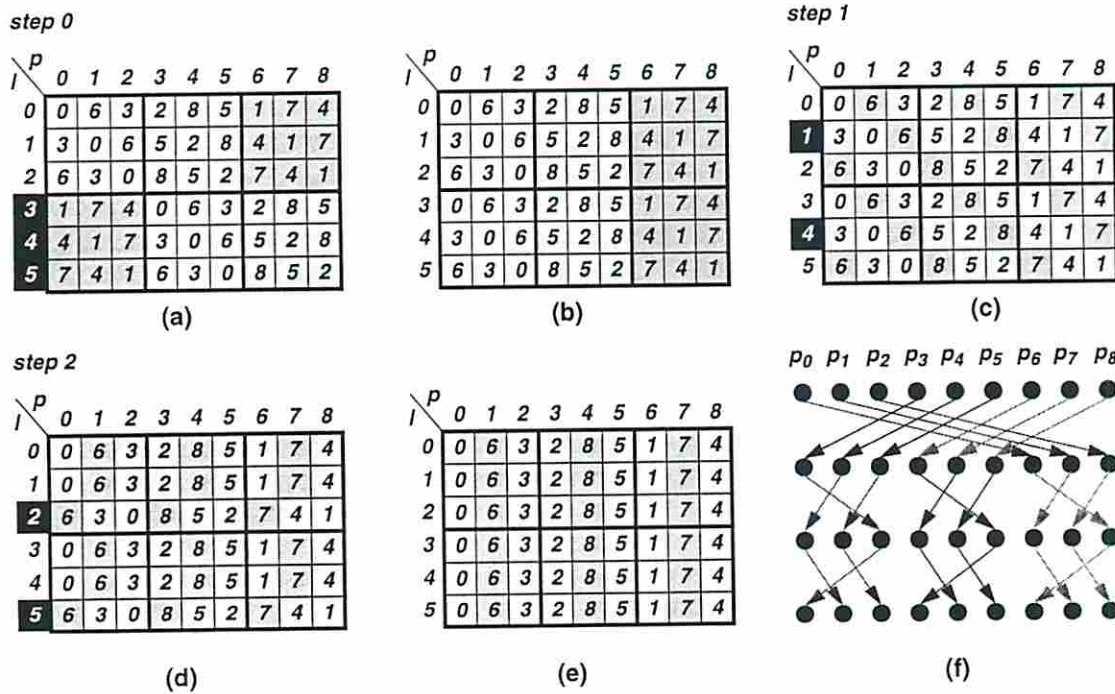 step 0
p
l
0 1 2 3 4 5 6 7 8
0 0 6 3 2 8 5 1 7 4
1 3 0 6 5 2 8 4 1 7
2 6 3 0 8 5 2 7 4 1
3 1 7 4 0 6 3 2 8 5
4 4 1 7 3 0 6 5 2 8
5 7 4 1 6 3 0 8 5 2
(a)
p
l
0 1 2 3 4 5 6 7 8
0 0 6 3 2 8 5 1 7 4
1 3 0 6 5 2 8 4 1 7
2 6 3 0 8 5 2 7 4 1
3 0 6 3 2 8 5 1 7 4
4 3 0 6 5 2 8 4 1 7
5 6 3 0 8 5 2 7 4 1
(b)
step 1
p
l
0 1 2 3 4 5 6 7 8
0 0 6 3 2 8 5 1 7 4
1 3 0 6 5 2 8 4 1 7
2 6 3 0 8 5 2 7 4 1
3 0 6 3 2 8 5 1 7 4
4 3 0 6 5 2 8 4 1 7
5 6 3 0 8 5 2 7 4 1
(c)
step 2
p
l
0 1 2 3 4 5 6 7 8
0 0 6 3 2 8 5 1 7 4
1 0 6 3 2 8 5 1 7 4
2 6 3 0 8 5 2 7 4 1
3 0 6 3 2 8 5 1 7 4
4 0 6 3 2 8 5 1 7 4
5 6 3 0 8 5 2 7 4 1
(d)
p
l
0 1 2 3 4 5 6 7 8
0 0 6 3 2 8 5 1 7 4
1 0 6 3 2 8 5 1 7 4
2 0 6 3 2 8 5 1 7 4
3 0 6 3 2 8 5 1 7 4
4 0 6 3 2 8 5 1 7 4
5 0 6 3 2 8 5 1 7 4
(e)
p0 p1 p2 p3 p4 p5 p6 p7 p8
(f)